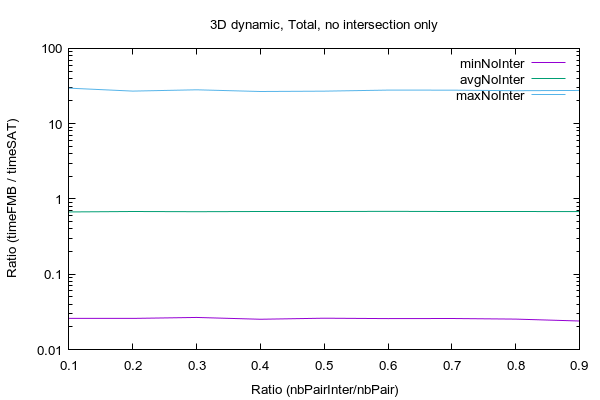 3D dynamic, Total, no intersection only
100
10
1
0.1
0.01
Ratio (timeFMB / timeSAT)
minNoInter
avgNoInter
maxNoInter
0.1 0.2 0.3 0.4 0.5 0.6 0.7 0.8 0.9
Ratio (nbPairInter/nbPair)